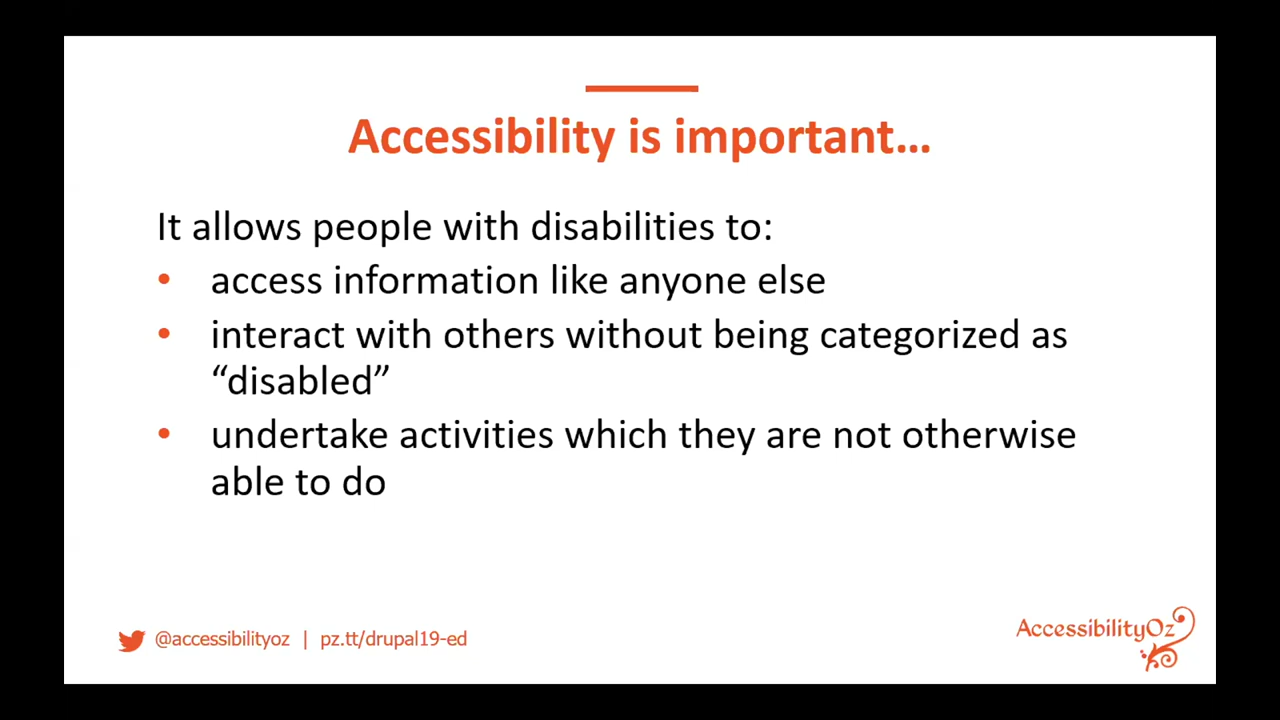 Accessibility is important…
It allows people with disabilities to:
• access information like anyone else
• interact with others without being categorized as
“disabled”
• undertake activities which they are not otherwise
able to do
@accessibilityoz | pz.tt/drupal19-ed
AccessibilityOz